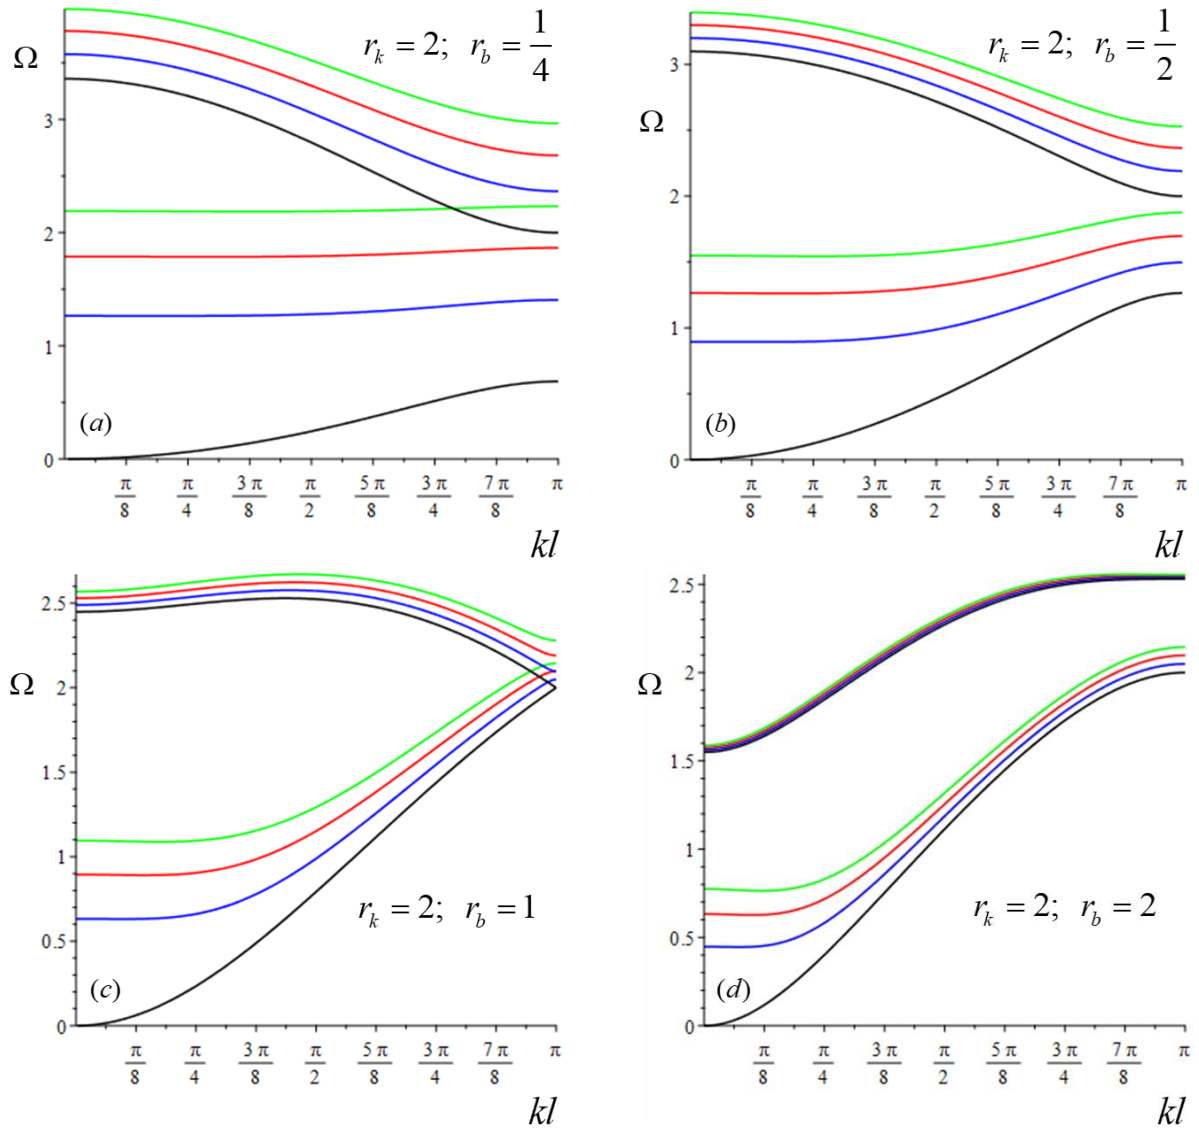 Ω
r_k = 2; r_b = 1/4
3
2
1
0
(a)
π/8 π/4 3π/8 π/2 5π/8 3π/4 7π/8 π
kl
Ω
r_k = 2; r_b = 1/2
3
2
1
0
(b)
π/8 π/4 3π/8 π/2 5π/8 3π/4 7π/8 π
kl
Ω
2.5
2
1.5
1
0.5
0
r_k = 2; r_b = 1
(c)
π/8 π/4 3π/8 π/2 5π/8 3π/4 7π/8 π
kl
Ω
2.5
2
1.5
1
0.5
0
r_k = 2; r_b = 2
(d)
π/8 π/4 3π/8 π/2 5π/8 3π/4 7π/8 π
kl